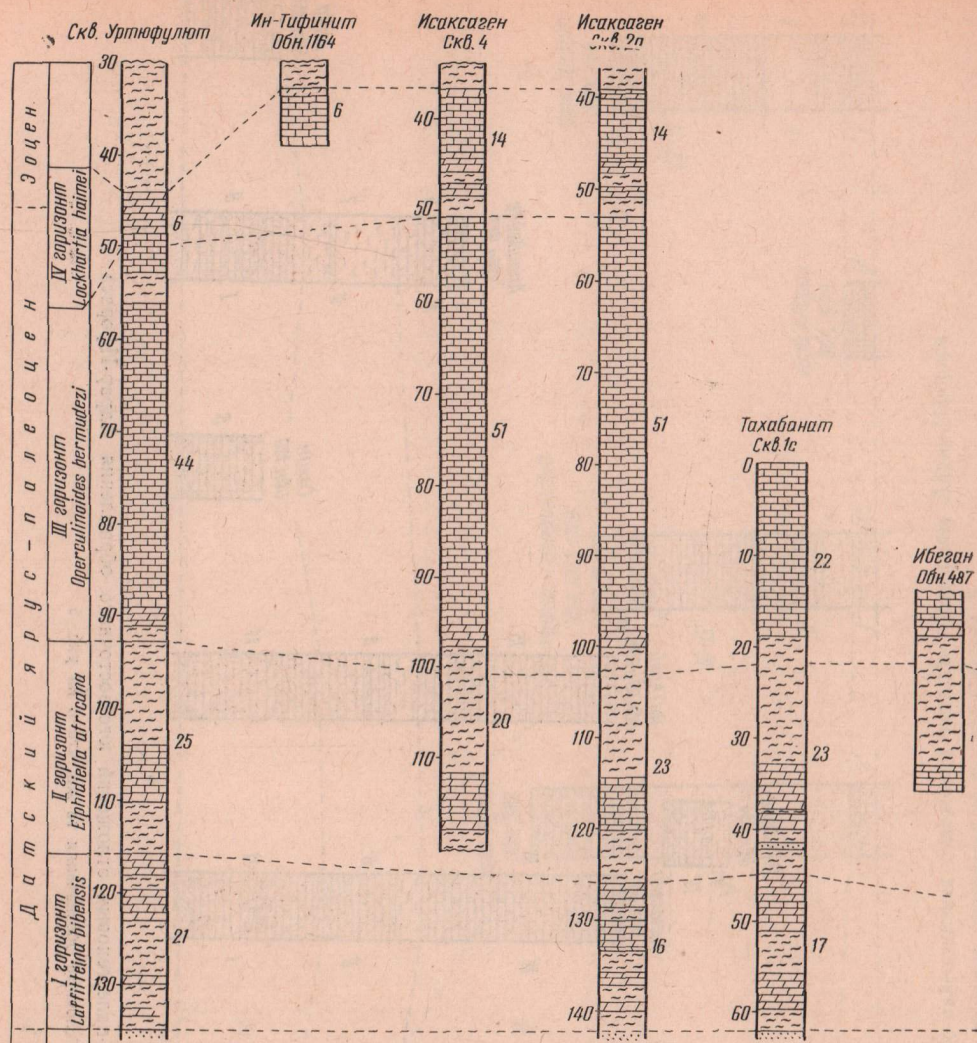 Скв. Уртюфулют
Ин-Тифинит
Обн. 1164
Исаксаген
Скв. 4
Исаксаген
Скв. 2а
Тахабанат
Скв. 1с
Ибеган
Обн. 487
Эоцен
Датский ярус-палеоцен
IV горизонт
Lockhartia haimei
III горизонт
Operculinoides bermudezi
II горизонт
Elphidiella africana
I горизонт
Laffitteina bibensis
30
40
50
60
70
80
90
100
110
120
130
6
44
25
21
6
40
50
60
70
80
90
100
110
14
51
20
40
50
60
70
80
90
100
110
120
130
140
14
51
23
16
0
10
20
30
40
50
60
22
23
17